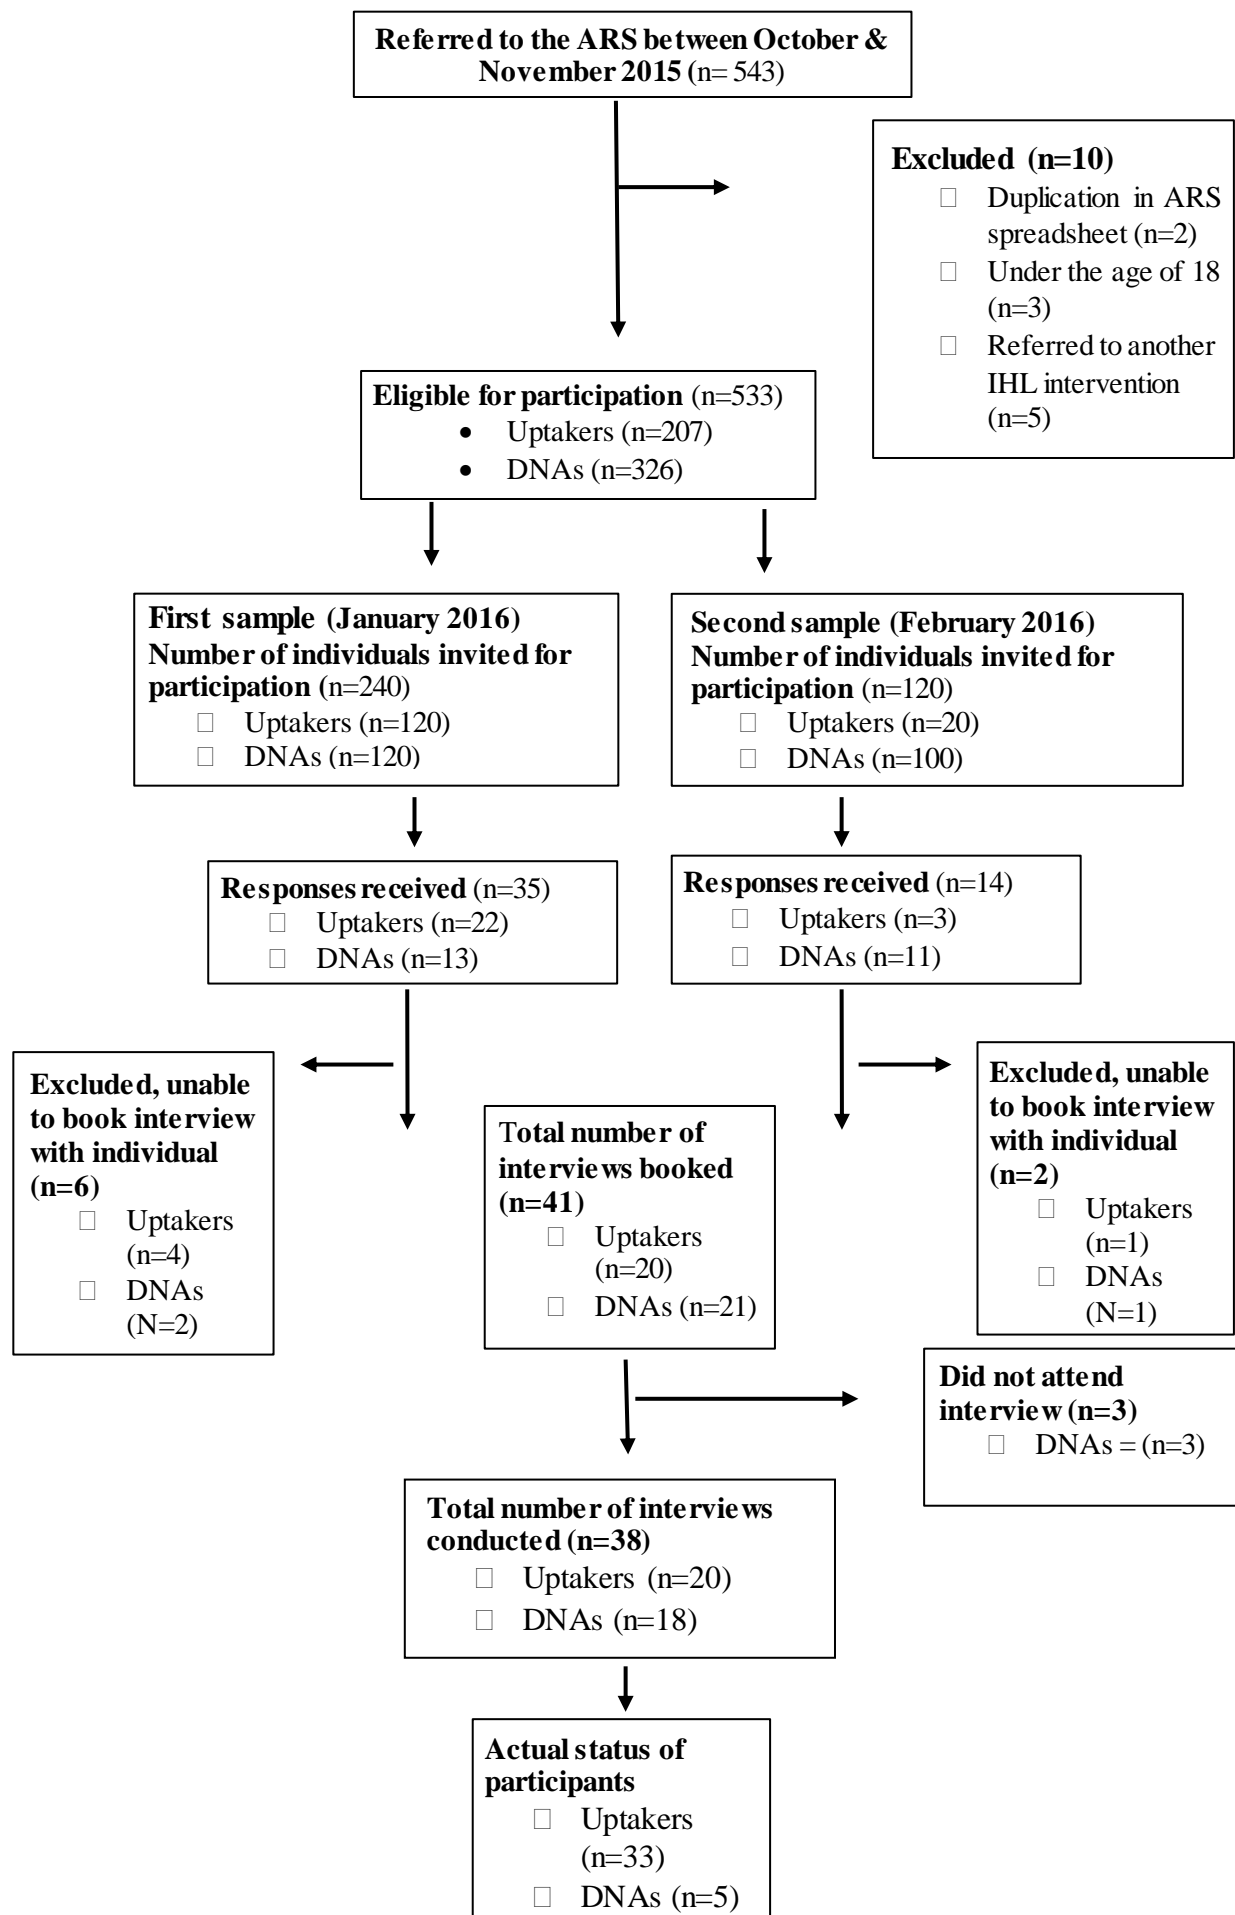 Referred to the ARS between October &
November 2015 (n= 543)
Excluded (n=10)
Duplication in ARS
spreadsheet (n=2)
Under the age of 18
(n=3)
Referred to another
IHL intervention
(n=5)
Eligible for participation (n=533)
• Uptakers (n=207)
• DNAs (n=326)
First sample (January 2016)
Number of individuals invited for
participation (n=240)
Uptakers (n=120)
DNAs (n=120)
Second sample (February 2016)
Number of individuals invited for
participation (n=120)
Uptakers (n=20)
DNAs (n=100)
Responses received (n=35)
Uptakers (n=22)
DNAs (n=13)
Responses received (n=14)
Uptakers (n=3)
DNAs (n=11)
Excluded, unable
to book interview
with individual
(n=6)
Uptakers
(n=4)
DNAs
(N=2)
Total number of
interviews booked
(n=41)
Uptakers
(n=20)
DNAs (n=21)
Excluded, unable
to book interview
with individual
(n=2)
Uptakers
(n=1)
DNAs
(N=1)
Did not attend
interview (n=3)
DNAs = (n=3)
Total number of interviews
conducted (n=38)
Uptakers (n=20)
DNAs (n=18)
Actual status of
participants
Uptakers
(n=33)
DNAs (n=5)